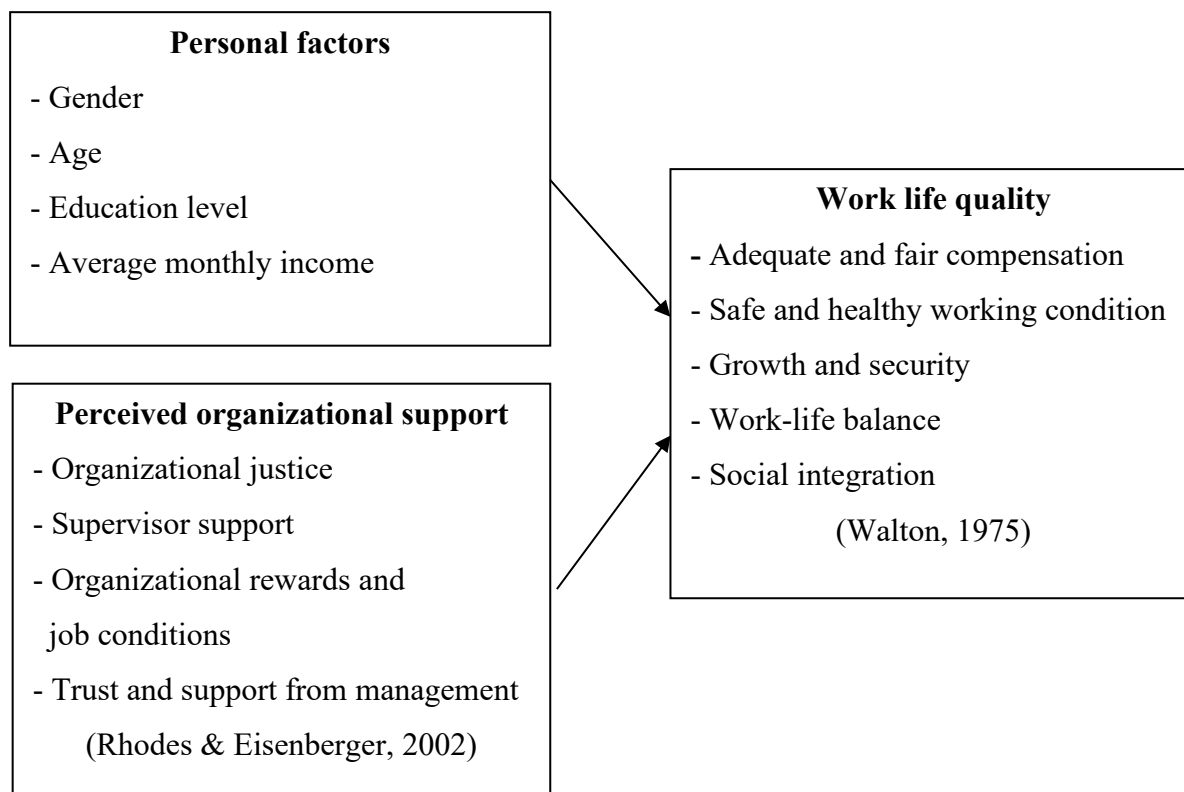 Personal factors
- Gender
- Age
- Education level
- Average monthly income
Perceived organizational support
- Organizational justice
- Supervisor support
- Organizational rewards and
job conditions
- Trust and support from management
(Rhodes & Eisenberger, 2002)
Work life quality
- Adequate and fair compensation
- Safe and healthy working condition
- Growth and security
- Work-life balance
- Social integration
(Walton, 1975)